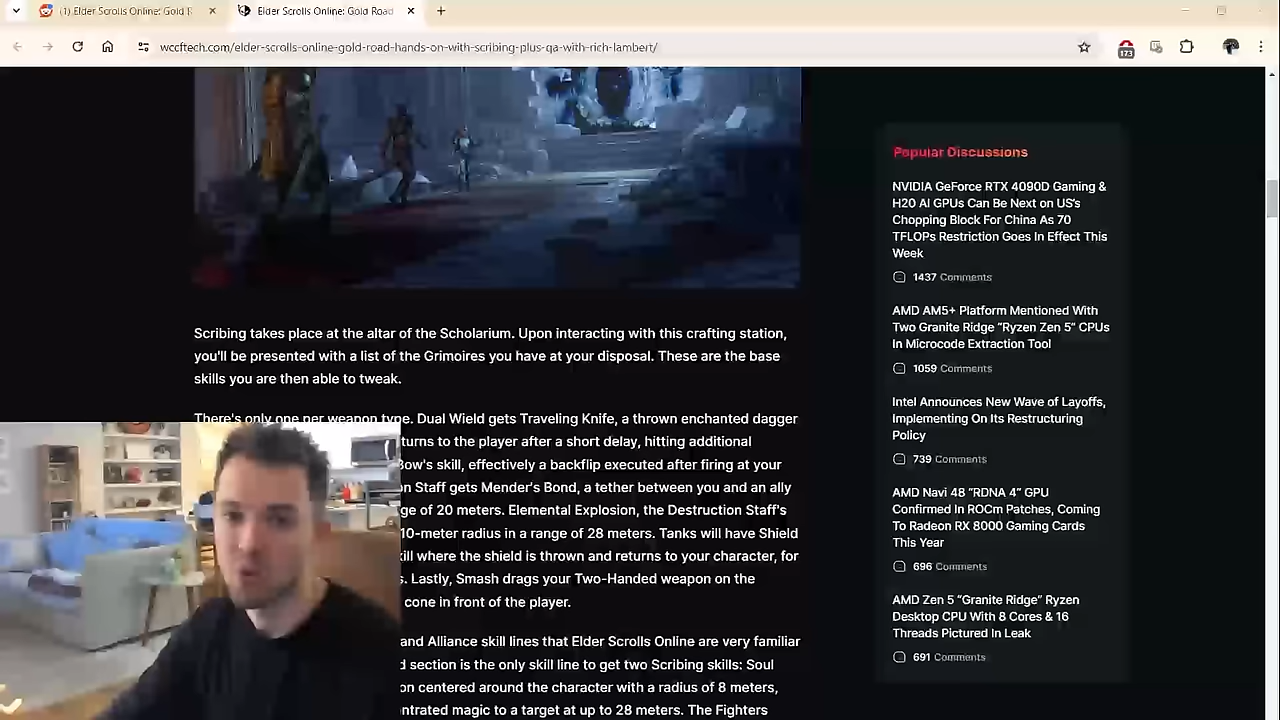 (1) Elder Scrolls Online: Gold R
Elder Scrolls Online: Gold Road
wccftech.com/elder-scrolls-online-gold-road-hands-on-with-scribing-plus-qa-with-rich-lambert/
173
Scribing takes place at the altar of the Scholarium. Upon interacting with this crafting station,
you'll be presented with a list of the Grimoires you have at your disposal. These are the base
skills you are then able to tweak.
There's only one per weapon type. Dual Wield gets Traveling Knife, a thrown enchanted dagger
turns to the player after a short delay, hitting additional
Bow's skill, effectively a backflip executed after firing at your
on Staff gets Mender's Bond, a tether between you and an ally
ge of 20 meters. Elemental Explosion, the Destruction Staff's
10-meter radius in a range of 28 meters. Tanks will have Shield
ill where the shield is thrown and returns to your character, for
s. Lastly, Smash drags your Two-Handed weapon on the
cone in front of the player.
and Alliance skill lines that Elder Scrolls Online are very familiar
d section is the only skill line to get two Scribing skills: Soul
on centered around the character with a radius of 8 meters,
ntrated magic to a target at up to 28 meters. The Fighters
Popular Discussions
NVIDIA GeForce RTX 4090D Gaming &
H20 AI GPUs Can Be Next on US's
Chopping Block For China As 70
TFLOPs Restriction Goes In Effect This
Week
1437 Comments
AMD AM5+ Platform Mentioned With
Two Granite Ridge "Ryzen Zen 5" CPUs
In Microcode Extraction Tool
1059 Comments
Intel Announces New Wave of Layoffs,
Implementing On Its Restructuring
Policy
739 Comments
AMD Navi 48 "RDNA 4" GPU
Confirmed In ROCm Patches, Coming
To Radeon RX 8000 Gaming Cards
This Year
696 Comments
AMD Zen 5 "Granite Ridge" Ryzen
Desktop CPU With 8 Cores & 16
Threads Pictured In Leak
691 Comments